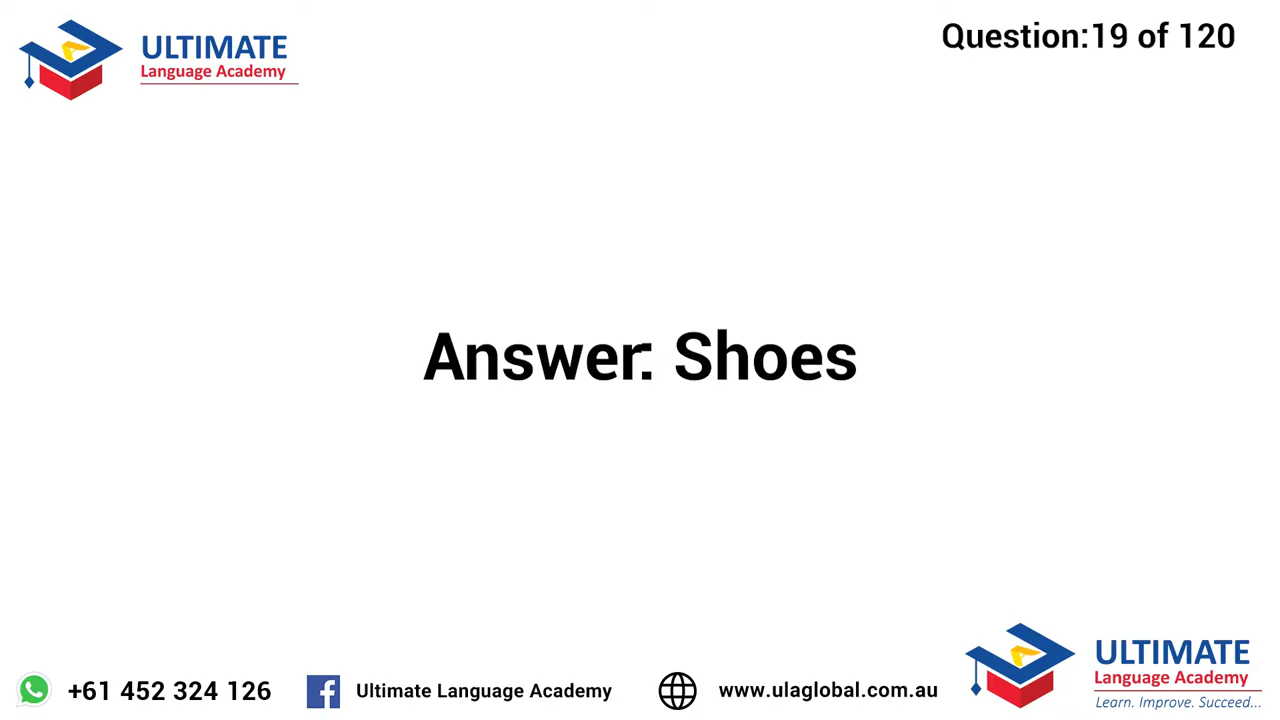 ULTIMATE
Language Academy
Question:19 of 120
Answer: Shoes
+61 452 324 126
Ultimate Language Academy
www.ulaglobal.com.au
ULTIMATE
Language Academy
Learn. Improve. Succeed...